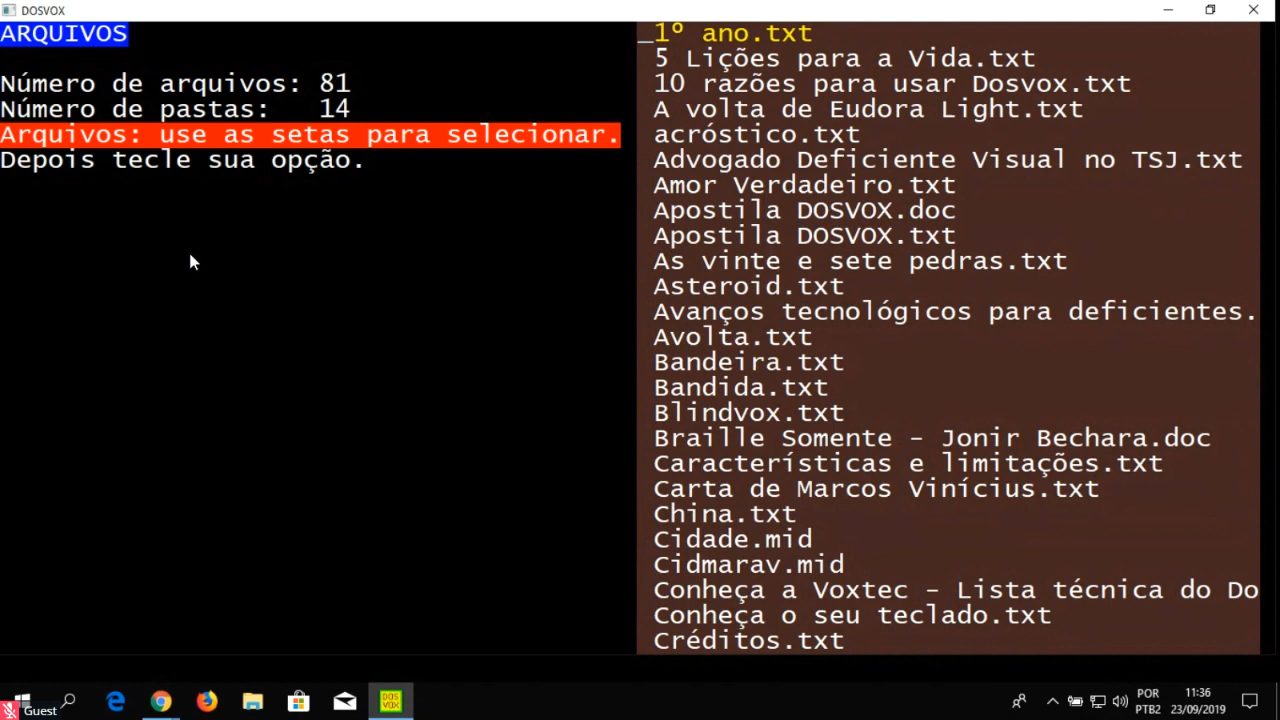 DOSVOX
ARQUIVOS
Número de arquivos: 81
Número de pastas: 14
Arquivos: use as setas para selecionar.
Depois tecle sua opção.
_1º ano.txt
5 Lições para a Vida.txt
10 razões para usar Dosvox.txt
A volta de Eudora Light.txt
acróstico.txt
Advogado Deficiente Visual no TSJ.txt
Amor Verdadeiro.txt
Apostila DOSVOX.doc
Apostila DOSVOX.txt
As vinte e sete pedras.txt
Asteroid.txt
Avanços tecnológicos para deficientes.
Avolta.txt
Bandeira.txt
Bandida.txt
Blindvox.txt
Braille Somente – Jonir Bechara.doc
Características e limitações.txt
Carta de Marcos Vinícius.txt
China.txt
Cidade.mid
Cidmarav.mid
Conheça a Voxtec – Lista técnica do Do
Conheça o seu teclado.txt
Créditos.txt
Guest
DOS
VOX
POR
PTB2
11:36
23/09/2019